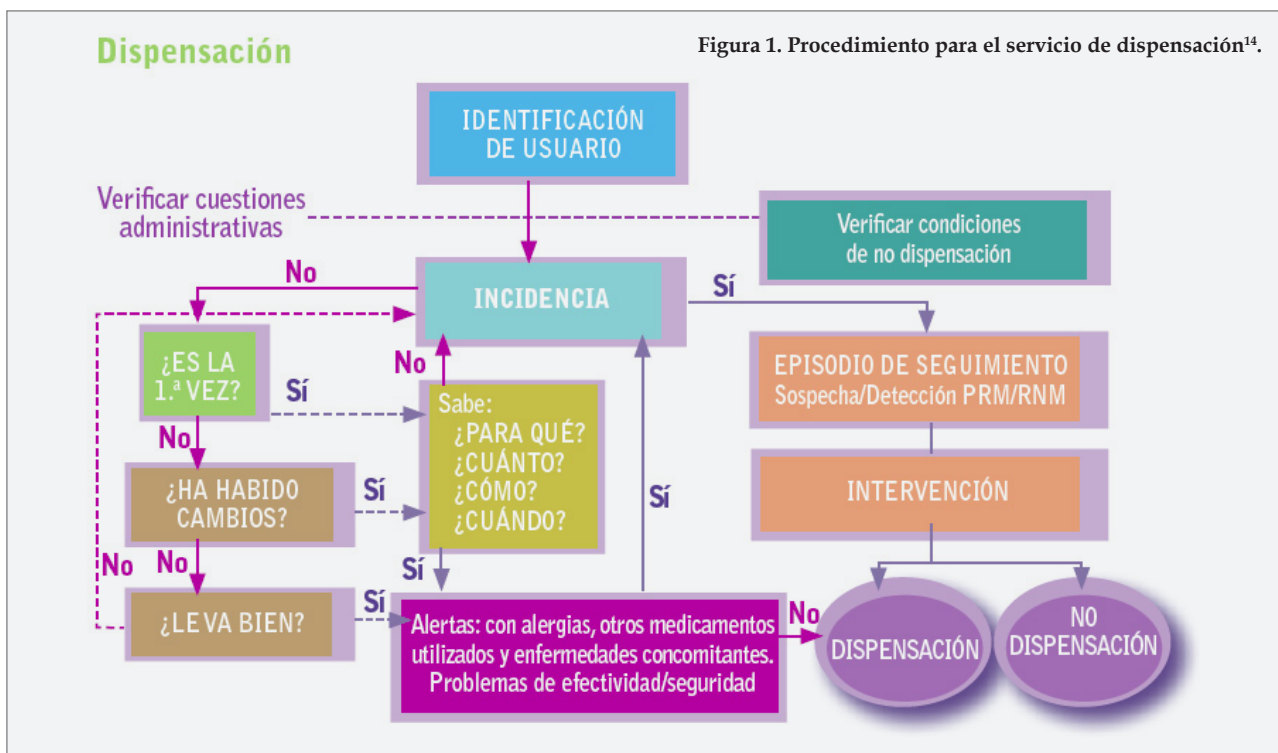 Dispensación
Figura 1. Procedimiento para el servicio de dispensación¹⁴.
IDENTIFICACIÓN
DE USUARIO
Verificar cuestiones
administrativas
Verificar condiciones
de no dispensación
No
INCIDENCIA
Sí
¿ES LA
1.ª VEZ?
Sí
No
Sabe:
¿PARA QUÉ?
¿CUÁNTO?
¿CÓMO?
¿CUÁNDO?
EPISODIO DE SEGUIMIENTO
Sospecha/Detección PRM/RNM
No
¿HA HABIDO
CAMBIOS?
Sí
Sí
INTERVENCIÓN
No
No
Sí
¿LE VA BIEN?
Sí
Alertas: con alergias, otros medicamentos
utilizados y enfermedades concomitantes.
Problemas de efectividad/seguridad
No
DISPENSACIÓN
NO
DISPENSACIÓN